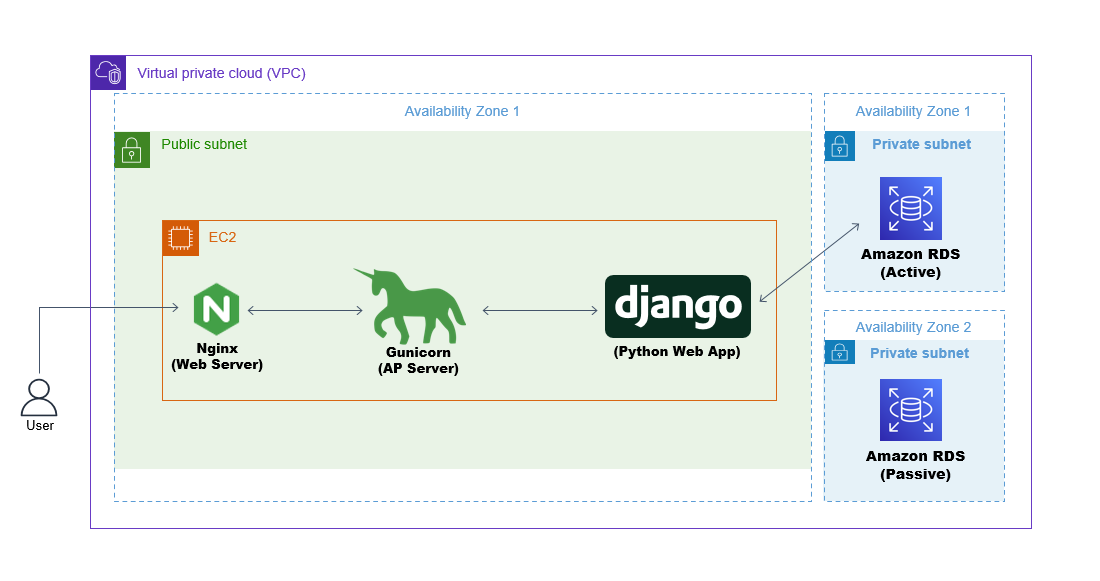 Virtual private cloud (VPC)
Availability Zone 1
Public subnet
EC2
N
Nginx
(Web Server)
Gunicorn
(AP Server)
django
(Python Web App)
User
Availability Zone 1
Private subnet
Amazon RDS
(Active)
Availability Zone 2
Private subnet
Amazon RDS
(Passive)